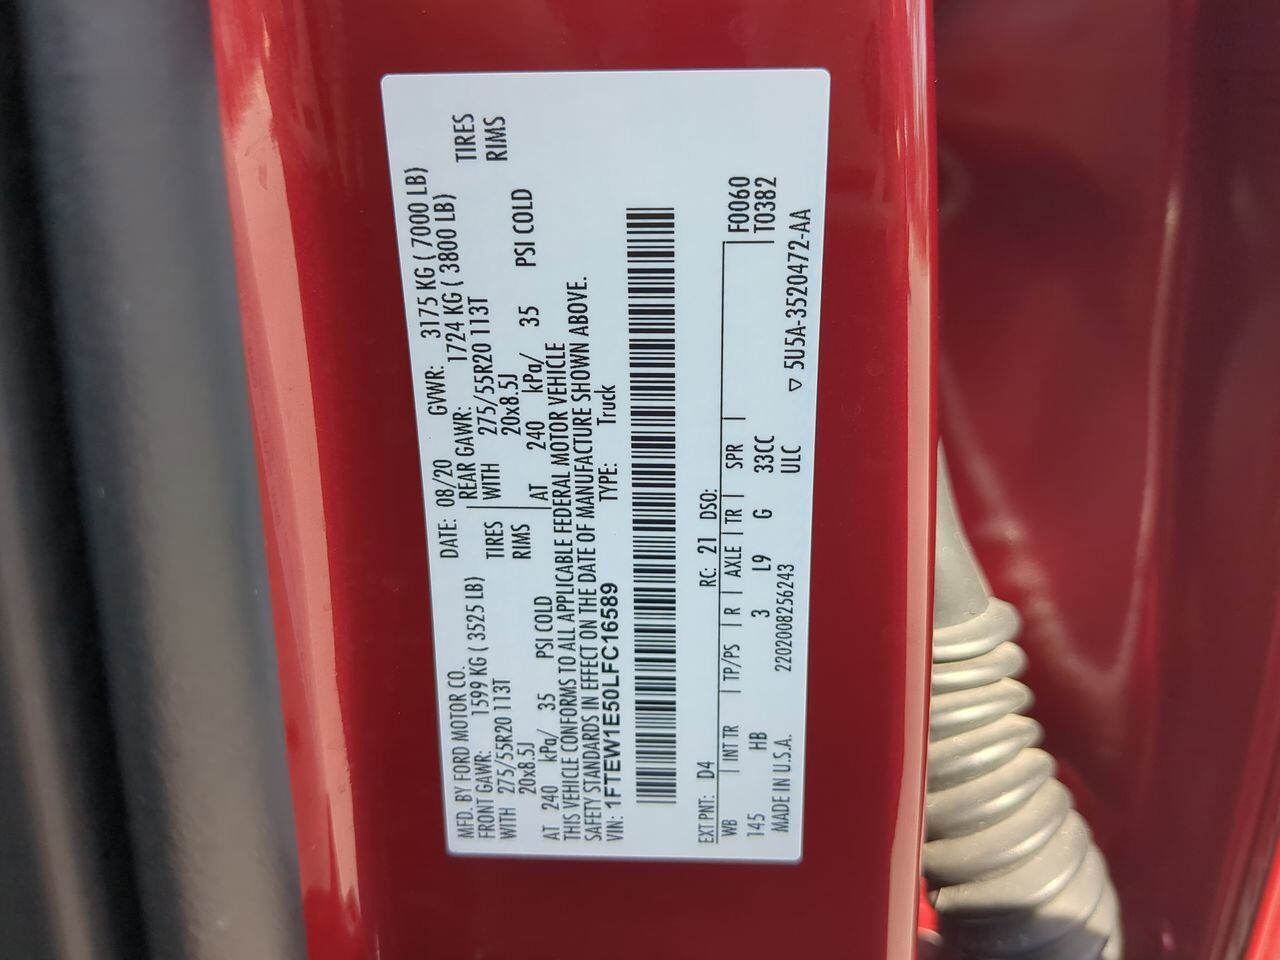 MFD. BY FORD MOTOR CO. DATE: 08/20 GVWR: 3175 KG ( 7000 LB)
FRONT GAWR: 1599 KG ( 3525 LB) REAR GAWR: 1724 KG ( 3800 LB)
WITH 275/55R20 113T TIRES WITH 275/55R20 113T TIRES
20x8.5J RIMS 20x8.5J RIMS
AT 240 kPa/ 35 PSI COLD AT 240 kPa/ 35 PSI COLD
THIS VEHICLE CONFORMS TO ALL APPLICABLE FEDERAL MOTOR VEHICLE
SAFETY STANDARDS IN EFFECT ON THE DATE OF MANUFACTURE SHOWN ABOVE.
VIN: 1FTEW1E50LFC16589 TYPE: Truck
EXT PNT: D4 RC: 21 DSO:
WB INT TR TP/PS R AXLE TR SPR F0060
145 HB 3 L9 G 33CC T0382
MADE IN U.S.A. 2202008256243 ULC ▽ 5U5A-3520472-AA